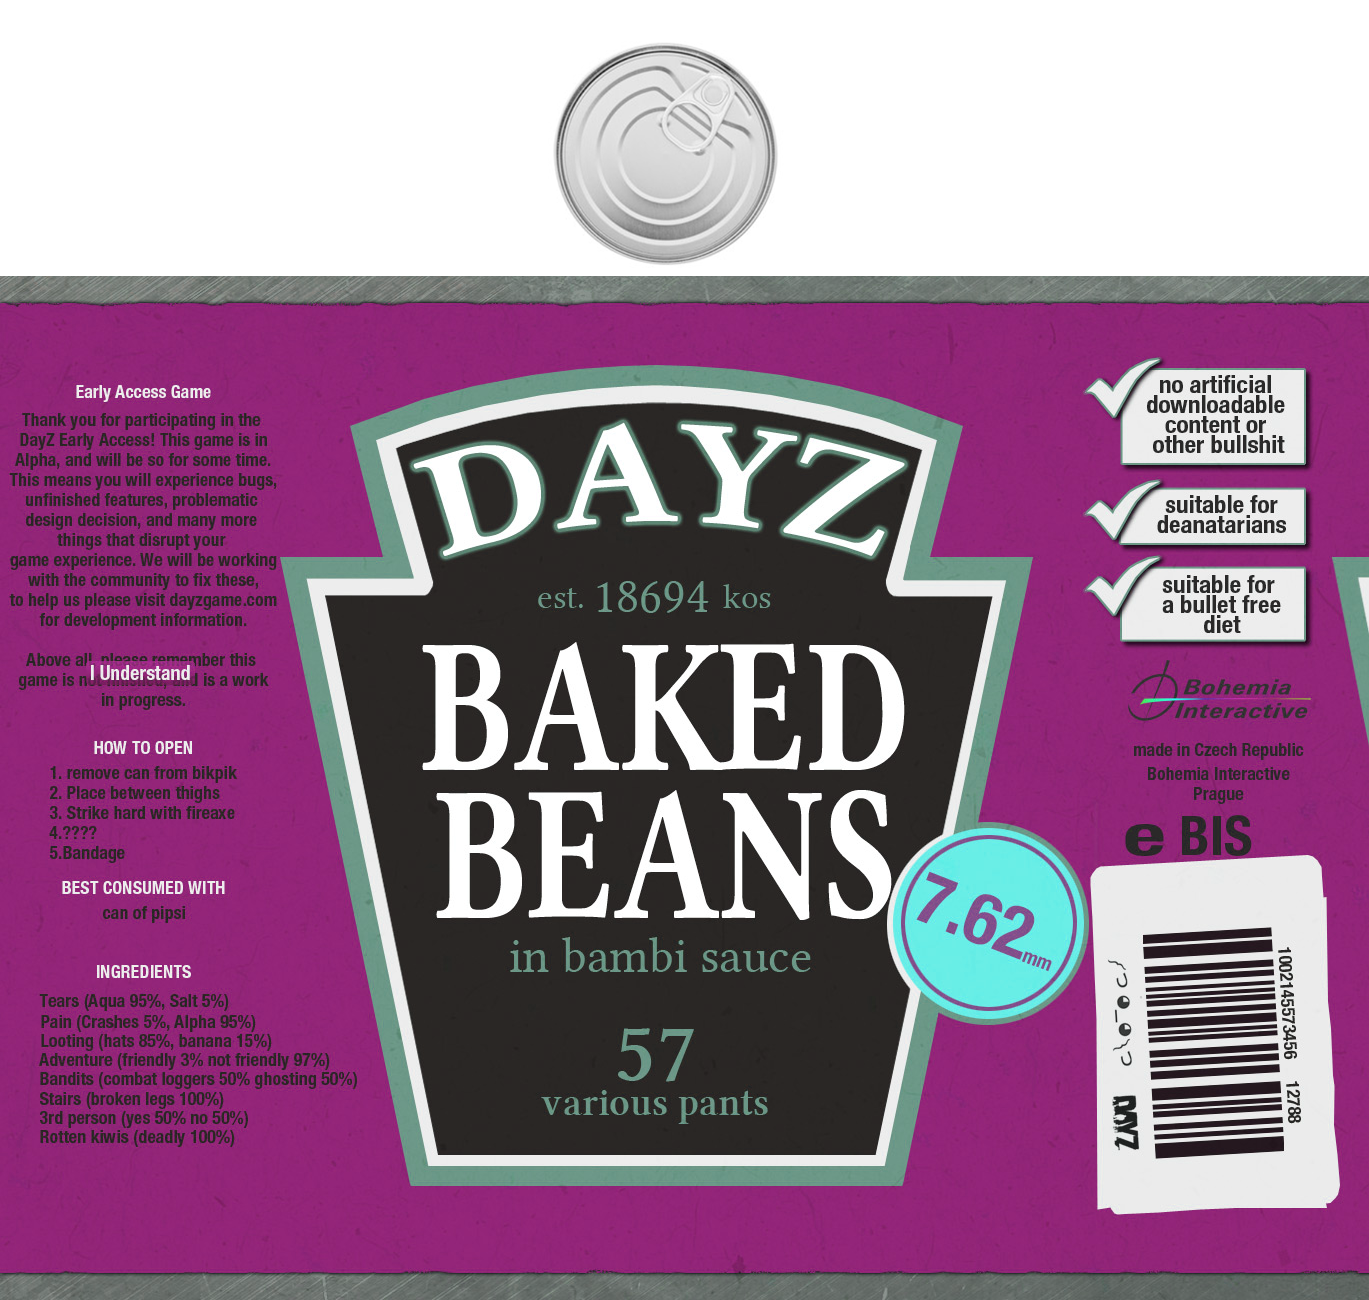 Early Access Game
Thank you for participating in the
DayZ Early Access! This game is in
Alpha, and will be so for some time.
This means you will experience bugs,
unfinished features, problematic
design decision, and many more
things that disrupt your
game experience. We will be working
with the community to fix these,
to help us please visit dayzgame.com
for development information.
Above all, please remember this
I Understand
game is not finished, and is a work
in progress.
HOW TO OPEN
1. remove can from bikpik
2. Place between thighs
3. Strike hard with fireaxe
4.????
5.Bandage
BEST CONSUMED WITH
can of pipsi
INGREDIENTS
Tears (Aqua 95%, Salt 5%)
Pain (Crashes 5%, Alpha 95%)
Looting (hats 85%, banana 15%)
Adventure (friendly 3% not friendly 97%)
Bandits (combat loggers 50% ghosting 50%)
Stairs (broken legs 100%)
3rd person (yes 50% no 50%)
Rotten kiwis (deadly 100%)
DAYZ
est. 18694 kos
BAKED
BEANS
in bambi sauce
57
various pants
7.62mm
no artificial
downloadable
content or
other bullshit
suitable for
deanatarians
suitable for
a bullet free
diet
Bohemia
Interactive
made in Czech Republic
Bohemia Interactive
Prague
e BIS
1002145573456 12788
DAYZ